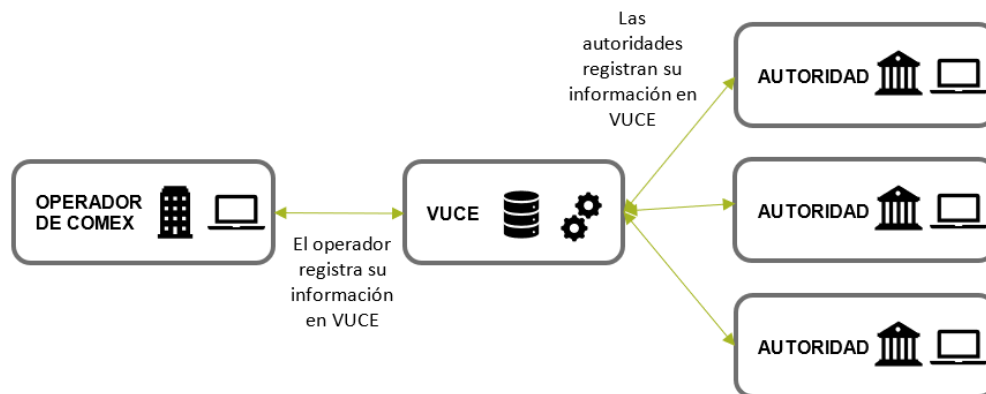 Las
autoridades
registran su
información en
VUCE
AUTORIDAD
OPERADOR
DE COMEX
El operador
registra su
información
en VUCE
VUCE
AUTORIDAD
AUTORIDAD